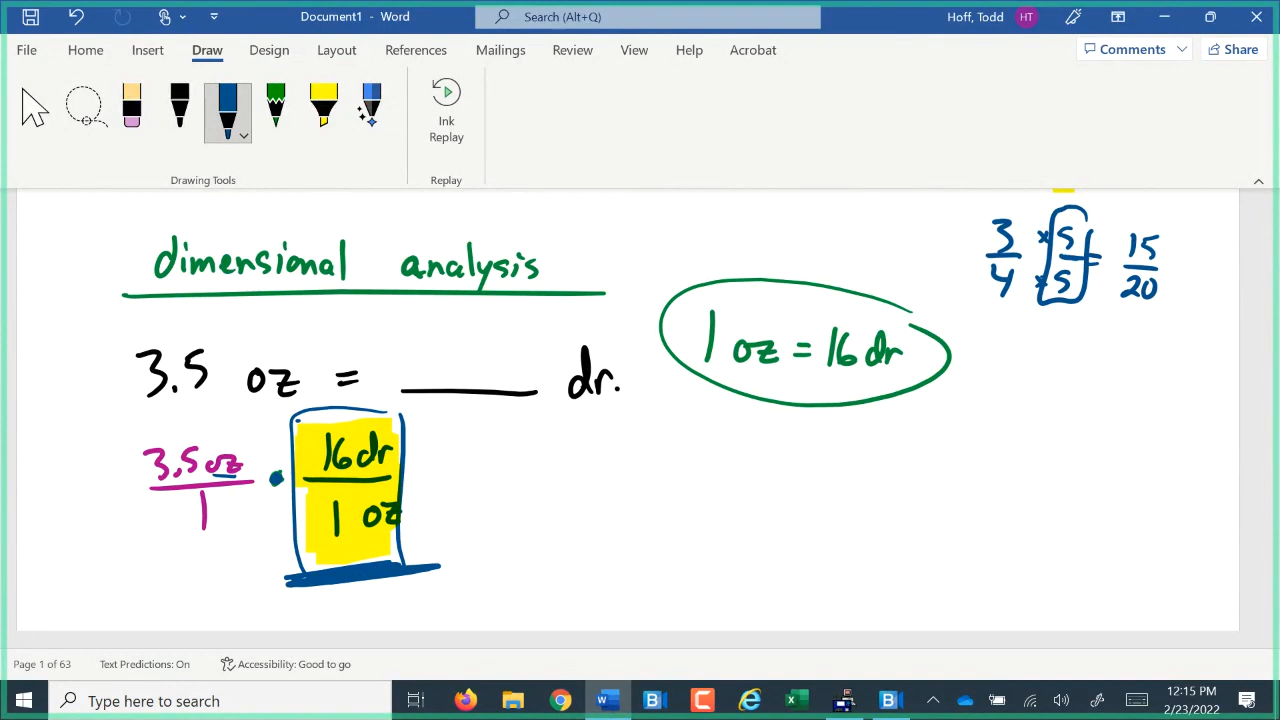 Document1 - Word
Search (Alt+Q)
Hoff, Todd
HT
File Home Insert Draw Design Layout References Mailings Review View Help Acrobat
Comments
Share
Ink
Replay
Drawing Tools
Replay
3/4 × 5/× 5 = 15/20
dimensional analysis
1 oz = 16 dr
3.5 oz = ______ dr.
3.5 oz/1 • 16 dr/1 oz
Page 1 of 63
Text Predictions: On
Accessibility: Good to go
Type here to search
12:15 PM
2/23/2022